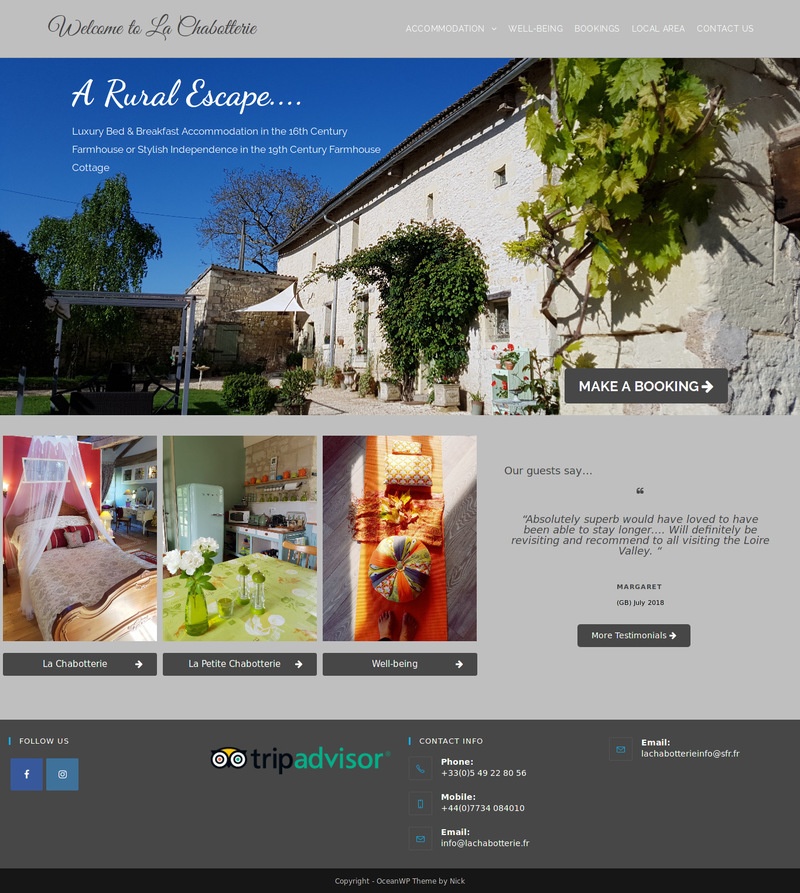 Welcome to La Chabotterie
ACCOMMODATION
WELL-BEING
BOOKINGS
LOCAL AREA
CONTACT US
A Rural Escape....
Luxury Bed & Breakfast Accommodation in the 16th Century
Farmhouse or Stylish Independence in the 19th Century Farmhouse
Cottage
MAKE A BOOKING
Our guests say...
❝
“Absolutely superb would have loved to have
been able to stay longer…. Will definitely be
revisiting and recommend to all visiting the Loire
Valley. “
MARGARET
(GB) July 2018
More Testimonials
La Chabotterie
La Petite Chabotterie
Well-being
FOLLOW US
tripadvisor®
CONTACT INFO
Phone:
+33(0)5 49 22 80 56
Mobile:
+44(0)7734 084010
Email:
info@lachabotterie.fr
Email:
lachabotterieinfo@sfr.fr
Copyright - OceanWP Theme by Nick